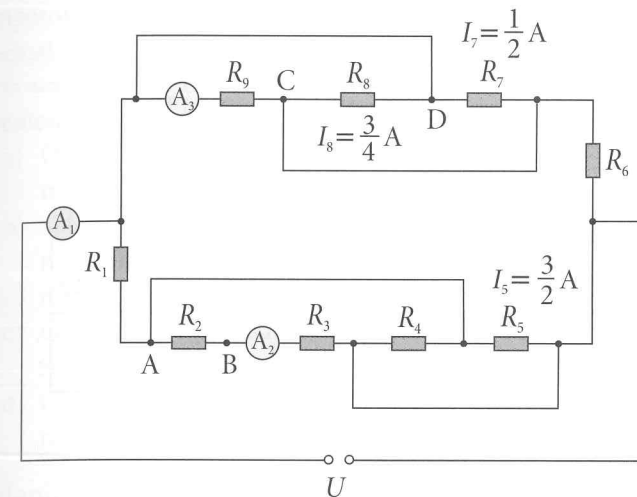 I₇ = 1/2 A
A₃ R₉ C R₈ R₇
I₈ = 3/4 A D
R₆
A₁
R₁
I₅ = 3/2 A
R₂ R₃ R₄ R₅
A B A₂
U